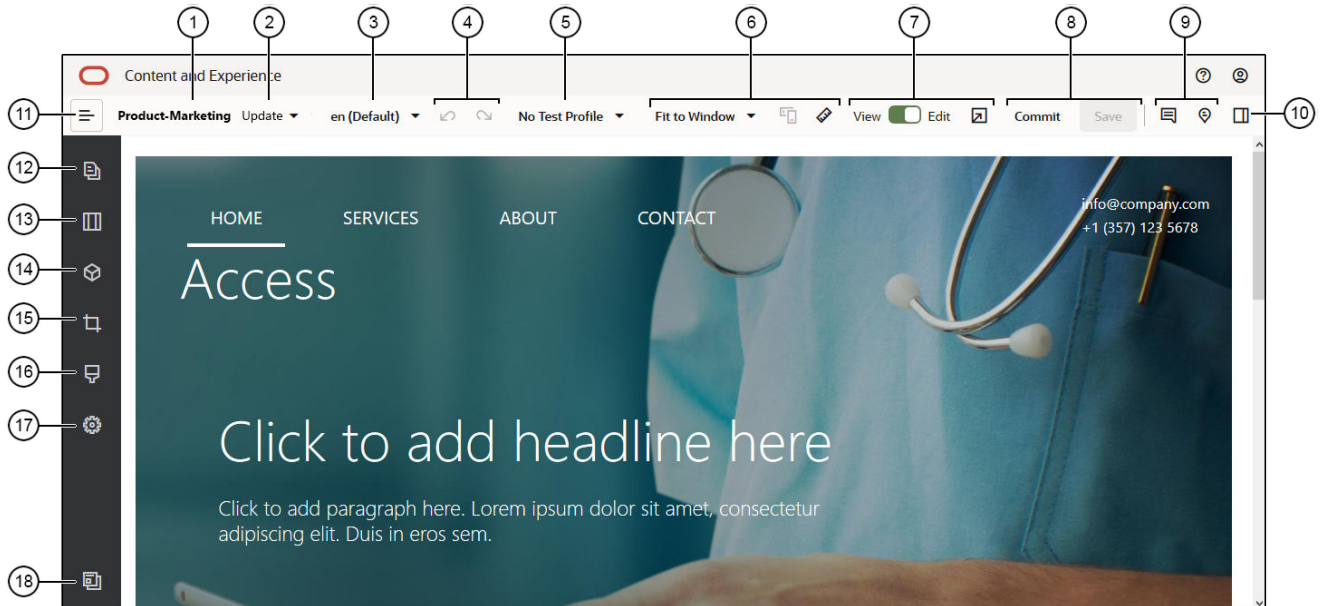 1 2 3 4 5 6 7 8 9
Content and Experience
11 Product-Marketing Update en (Default) No Test Profile Fit to Window View Edit Commit Save 10
12
13 HOME SERVICES ABOUT CONTACT info@company.com
+1 (357) 123 5678
Access
14
15
16
17
Click to add headline here
Click to add paragraph here. Lorem ipsum dolor sit amet, consectetur
adipiscing elit. Duis in eros sem.
18